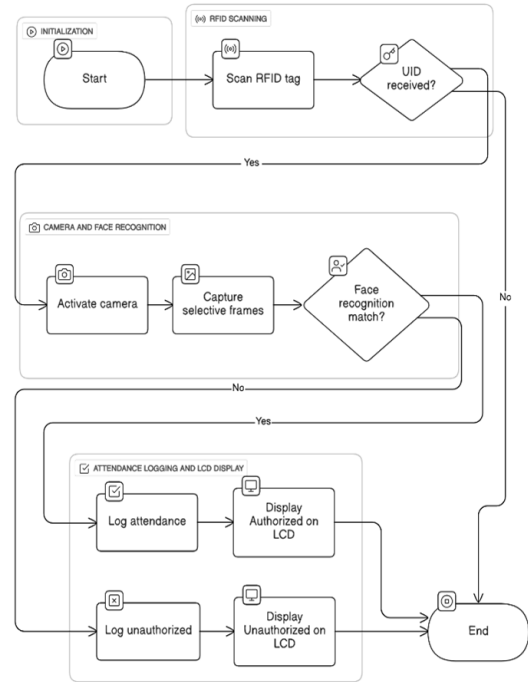 RFID SCANNING
INITIALIZATION
Start
Scan RFID tag
UID
received?
Yes
CAMERA AND FACE RECOGNITION
Activate camera
Capture
selective frames
Face
recognition
match?
No
No
Yes
ATTENDANCE LOGGING AND LCD DISPLAY
Log attendance
Display
Authorized on
LCD
Log unauthorized
Display
Unauthorized on
LCD
End